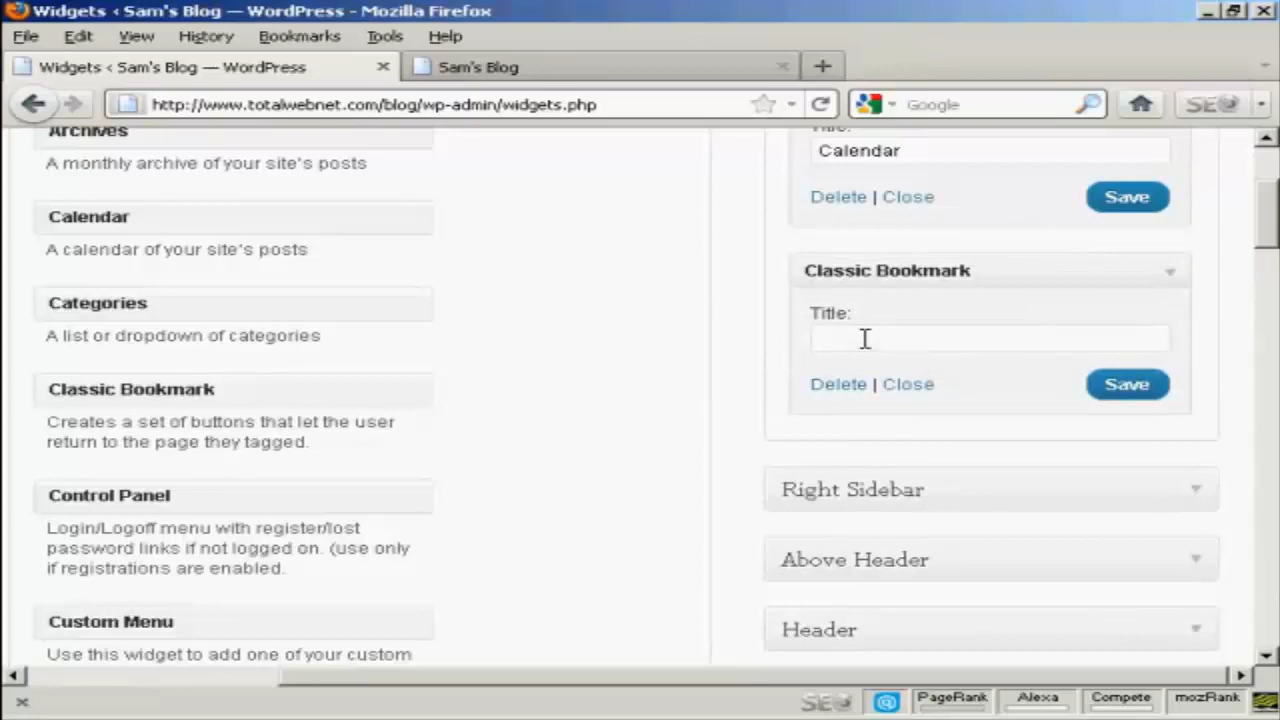 Widgets ‹ Sam's Blog — WordPress - Mozilla Firefox
File Edit View History Bookmarks Tools Help
Widgets ‹ Sam's Blog — WordPress
Sam's Blog
http://www.totalwebnet.com/blog/wp-admin/widgets.php
Google
SEO
Archives
A monthly archive of your site's posts
Calendar
A calendar of your site's posts
Categories
A list or dropdown of categories
Classic Bookmark
Creates a set of buttons that let the user
return to the page they tagged.
Control Panel
Login/Logoff menu with register/lost
password links if not logged on. (use only
if registrations are enabled.
Custom Menu
Use this widget to add one of your custom
Title:
Calendar
Delete | Close
Save
Classic Bookmark
Title:
Delete | Close
Save
Right Sidebar
Above Header
Header
SEO
PageRank
Alexa
Compete
mozRank